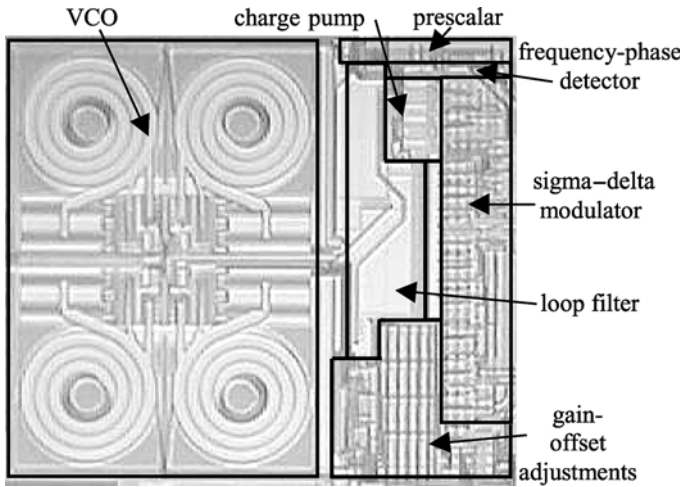 VCO
charge pump
prescalar
frequency-phase
detector
sigma–delta
modulator
loop filter
gain-
offset
adjustments